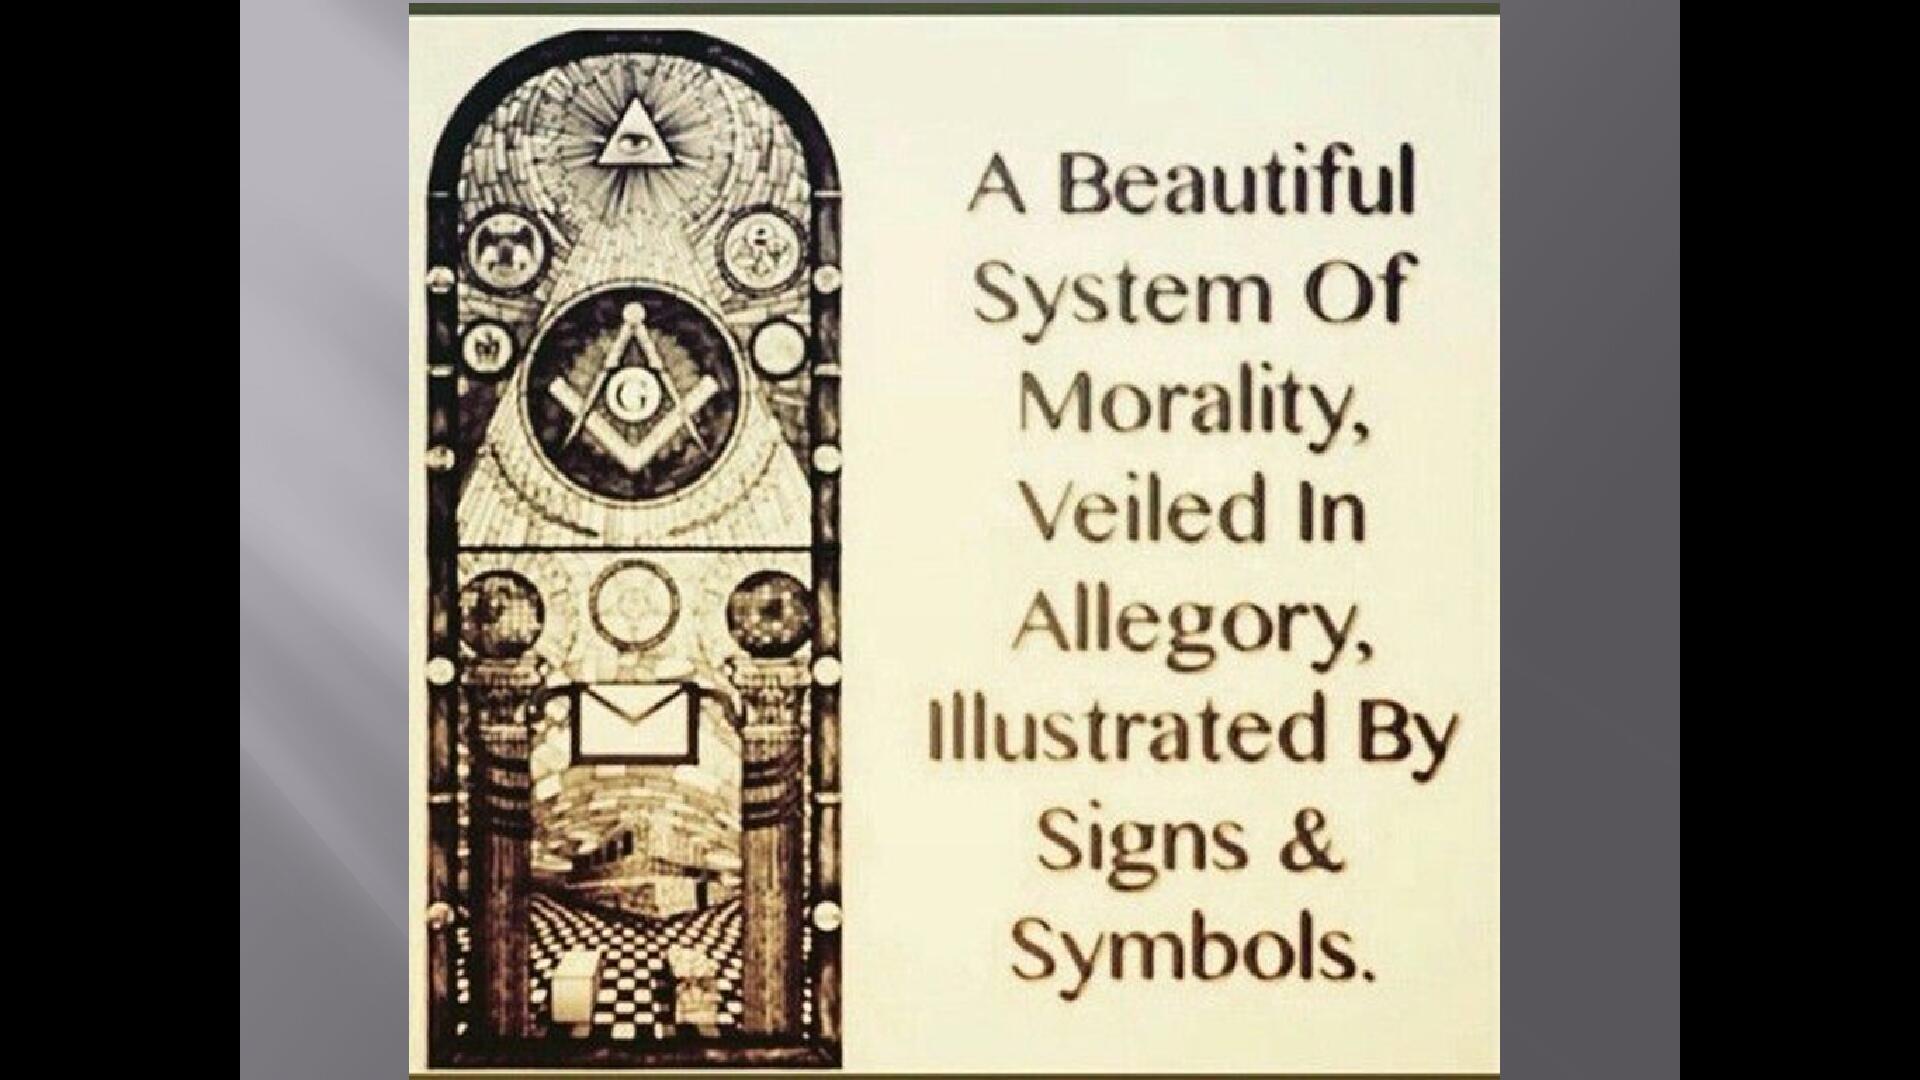 G
A Beautiful
System Of
Morality,
Veiled In
Allegory,
Illustrated By
Signs &
Symbols.